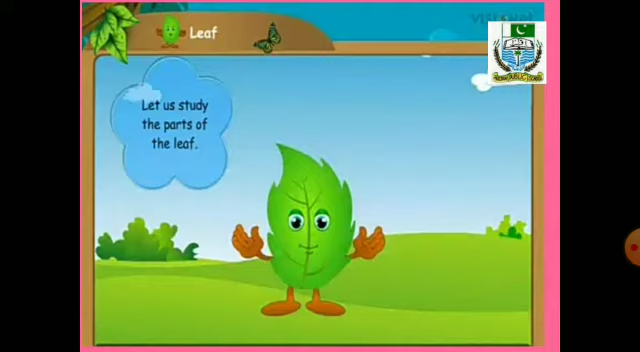 Leaf
Let us study
the parts of
the leaf.